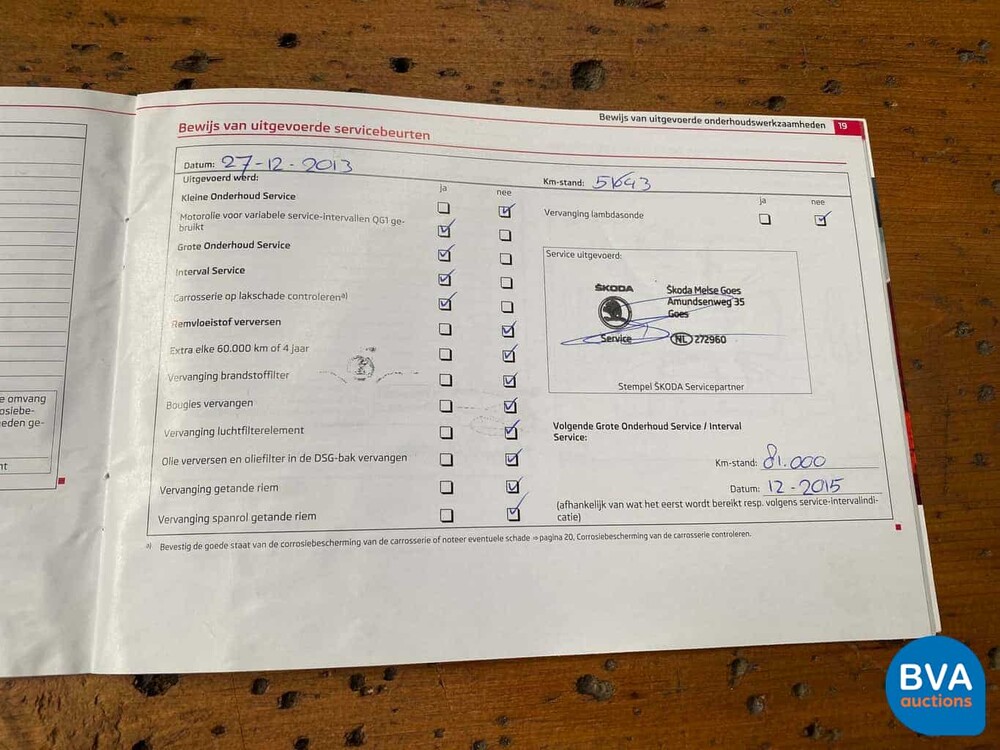 Bewijs van uitgevoerde onderhoudswerkzaamheden 19
Bewijs van uitgevoerde servicebeurten
Datum: 27-12-2013
Km-stand: 51643
Uitgevoerd werd:
ja nee
Kleine Onderhoud Service
Motorolie voor variabele service-intervallen QG1 ge-
bruikt
Grote Onderhoud Service
Interval Service
Carrosserie op lakschade controleren a)
Remvloeistof verversen
Extra elke 60.000 km of 4 jaar
Vervanging brandstoffilter
Bougies vervangen
Vervanging luchtfilterelement
Olie verversen en oliefilter in de DSG-bak vervangen
Vervanging getande riem
Vervanging spanrol getande riem
ja nee
Vervanging lambdasonde
Service uitgevoerd:
ŠKODA
Service
Škoda Melse Goes
Amundsenweg 35
Goes
NL 272960
Stempel ŠKODA Servicepartner
Volgende Grote Onderhoud Service / Interval
Service:
Km-stand: 81.000
Datum: 12-2015
(afhankelijk van wat het eerst wordt bereikt resp. volgens service-intervalindi-
catie)
a) Bevestig de goede staat van de corrosiebescherming van de carrosserie of noteer eventuele schade ⇒ pagina 20, Corrosiebescherming van de carrosserie controleren.
e omvang
osiebe-
eden ge-
nt
BVA
auctions